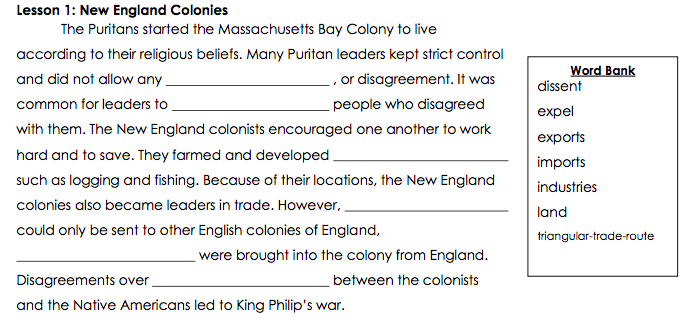 Lesson 1: New England Colonies
The Puritans started the Massachusetts Bay Colony to live
according to their religious beliefs. Many Puritan leaders kept strict control
and did not allow any ______________________ , or disagreement. It was
common for leaders to ______________________ people who disagreed
with them. The New England colonists encouraged one another to work
hard and to save. They farmed and developed ________________________
such as logging and fishing. Because of their locations, the New England
colonies also became leaders in trade. However, ______________________
could only be sent to other English colonies of England,
________________________ were brought into the colony from England.
Disagreements over ________________________ between the colonists
and the Native Americans led to King Philip's war.
Word Bank
dissent
expel
exports
imports
industries
land
triangular-trade-route